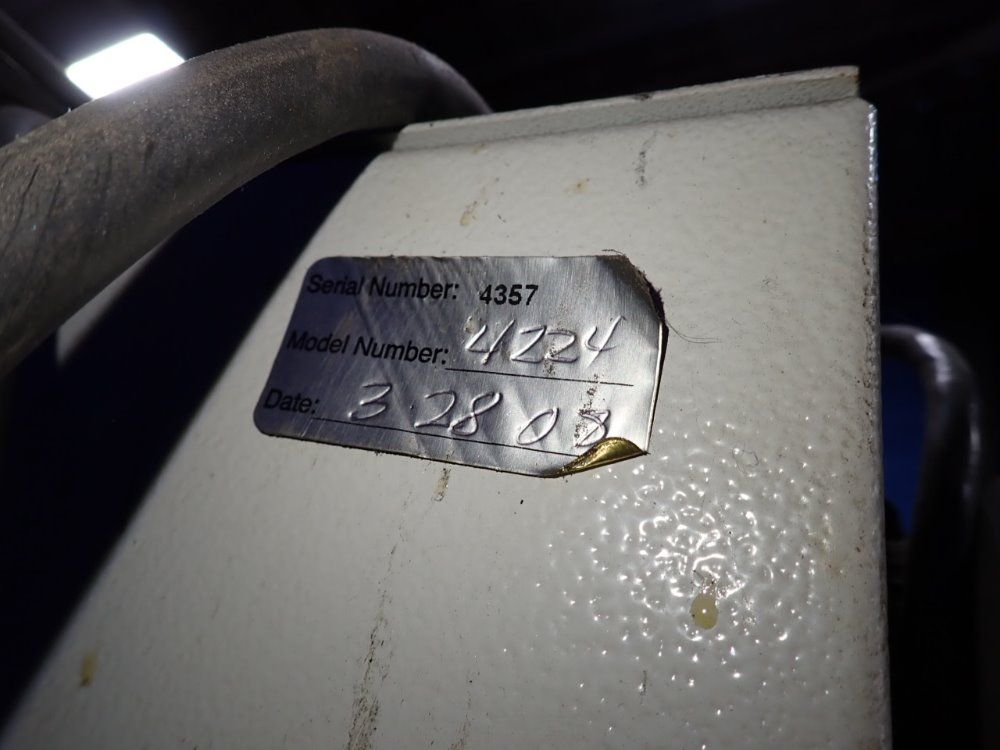 Serial Number: 4357
Model Number: 4224
Date: 3 28 03